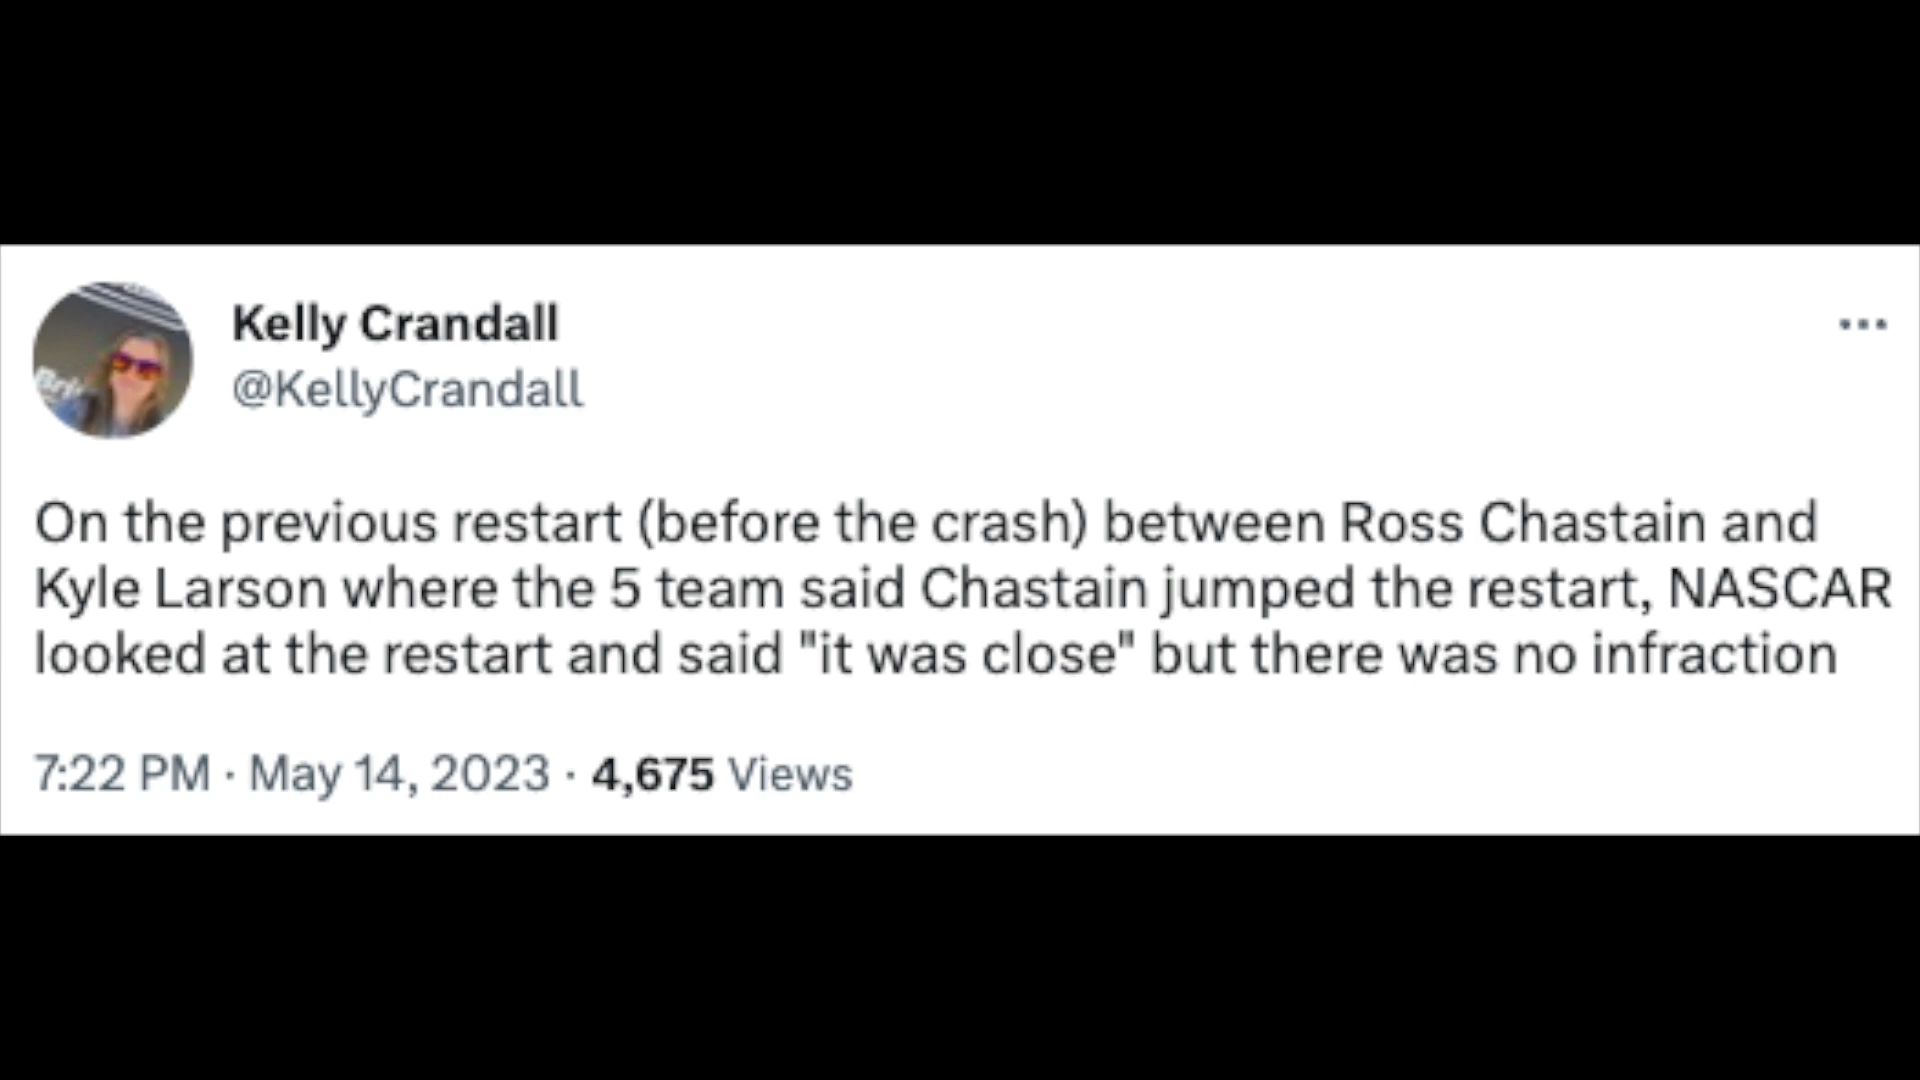 Kelly Crandall
@KellyCrandall
On the previous restart (before the crash) between Ross Chastain and
Kyle Larson where the 5 team said Chastain jumped the restart, NASCAR
looked at the restart and said "it was close" but there was no infraction
7:22 PM · May 14, 2023 · 4,675 Views